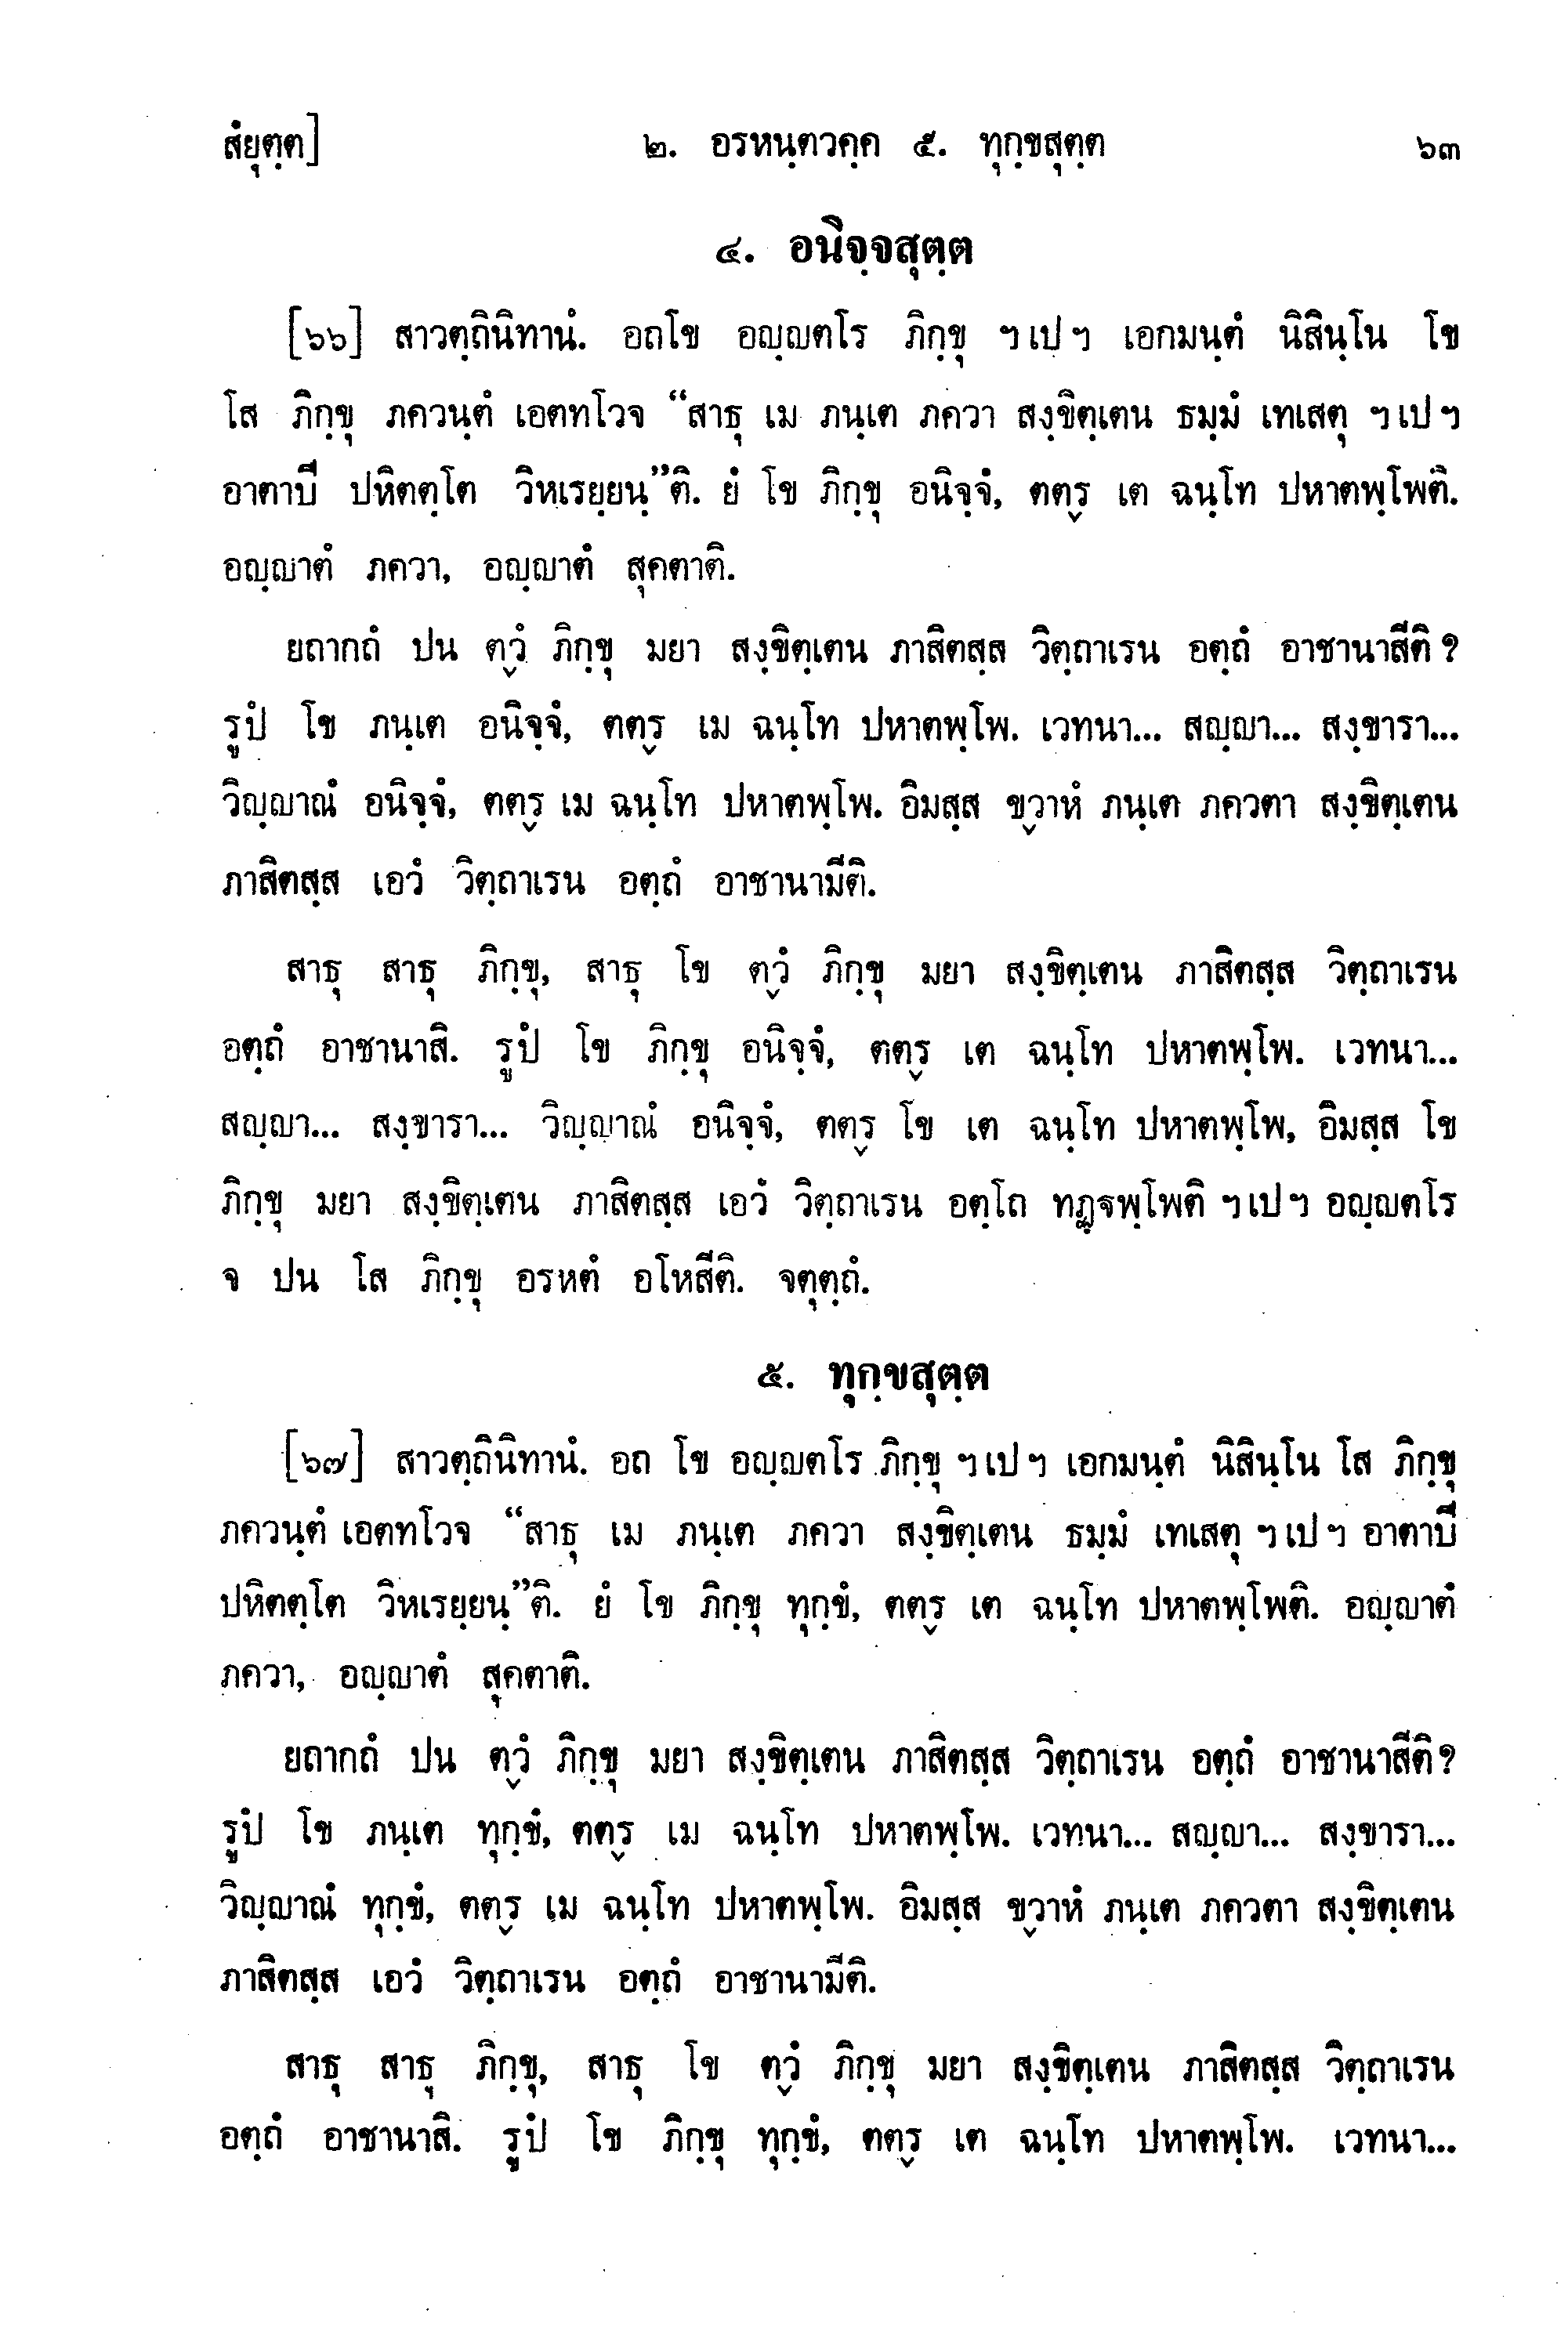 สํยุตฺต] ๒. อรหนฺตวคฺค ๕. ทุกฺขสุตฺต ๖๓
๔. อนิจฺจสุตฺต
[๖๖] สาวตฺถินิทานํ. อถโข อญฺญตโร ภิกฺขุ ฯเปฯ เอกมนฺตํ นิสินฺโน โข
โส ภิกฺขุ ภควนฺตํ เอตทโวจ “สาธุ เม ภนฺเต ภควา สงฺขิตฺเตน ธมฺมํ เทเสตุ ฯเปฯ
อาตาปี ปหิตตฺโต วิหเรยฺยนฺ”ติ. ยํ โข ภิกฺขุ อนิจฺจํ, ตตฺร เต ฉนฺโท ปหาตพฺโพติ.
อญฺญาตํ ภควา, อญฺญาตํ สุคตาติ.
ยถากถํ ปน ตฺวํ ภิกฺขุ มยา สงฺขิตฺเตน ภาสิตสฺส วิตฺถาเรน อตฺถํ อาชานาสีติ?
รูปํ โข ภนฺเต อนิจฺจํ, ตตฺร เม ฉนฺโท ปหาตพฺโพ. เวทนา... สญฺญา... สงฺขารา...
วิญฺญาณํ อนิจฺจํ, ตตฺร เม ฉนฺโท ปหาตพฺโพ. อิมสฺส ขฺวาหํ ภนฺเต ภควตา สงฺขิตฺเตน
ภาสิตสฺส เอวํ วิตฺถาเรน อตฺถํ อาชานามีติ.
สาธุ สาธุ ภิกฺขุ, สาธุ โข ตฺวํ ภิกฺขุ มยา สงฺขิตฺเตน ภาสิตสฺส วิตฺถาเรน
อตฺถํ อาชานาสิ. รูปํ โข ภิกฺขุ อนิจฺจํ, ตตฺร เต ฉนฺโท ปหาตพฺโพ. เวทนา...
สญฺญา... สงฺขารา... วิญฺญาณํ อนิจฺจํ, ตตฺร โข เต ฉนฺโท ปหาตพฺโพ, อิมสฺส โข
ภิกฺขุ มยา สงฺขิตฺเตน ภาสิตสฺส เอวํ วิตฺถาเรน อตฺโถ ทฏฺฐพฺโพติ ฯเปฯ อญฺญตโร
จ ปน โส ภิกฺขุ อรหตํ อโหสีติ. จตุตฺถํ.
๕. ทุกฺขสุตฺต
[๖๗] สาวตฺถินิทานํ. อถ โข อญฺญตโร ภิกฺขุ ฯเปฯ เอกมนฺตํ นิสินฺโน โส ภิกฺขุ
ภควนฺตํ เอตทโวจ “สาธุ เม ภนฺเต ภควา สงฺขิตฺเตน ธมฺมํ เทเสตุ ฯเปฯ อาตาปี
ปหิตตฺโต วิหเรยฺยนฺ”ติ. ยํ โข ภิกฺขุ ทุกฺขํ, ตตฺร เต ฉนฺโท ปหาตพฺโพติ. อญฺญาตํ
ภควา, อญฺญาตํ สุคตาติ.
ยถากถํ ปน ตฺวํ ภิกฺขุ มยา สงฺขิตฺเตน ภาสิตสฺส วิตฺถาเรน อตฺถํ อาชานาสีติ?
รูปํ โข ภนฺเต ทุกฺขํ, ตตฺร เม ฉนฺโท ปหาตพฺโพ. เวทนา... สญฺญา... สงฺขารา...
วิญฺญาณํ ทุกฺขํ, ตตฺร เม ฉนฺโท ปหาตพฺโพ. อิมสฺส ขฺวาหํ ภนฺเต ภควตา สงฺขิตฺเตน
ภาสิตสฺส เอวํ วิตฺถาเรน อตฺถํ อาชานามีติ.
สาธุ สาธุ ภิกฺขุ, สาธุ โข ตฺวํ ภิกฺขุ มยา สงฺขิตฺเตน ภาสิตสฺส วิตฺถาเรน
อตฺถํ อาชานาสิ. รูปํ โข ภิกฺขุ ทุกฺขํ, ตตฺร เต ฉนฺโท ปหาตพฺโพ. เวทนา...